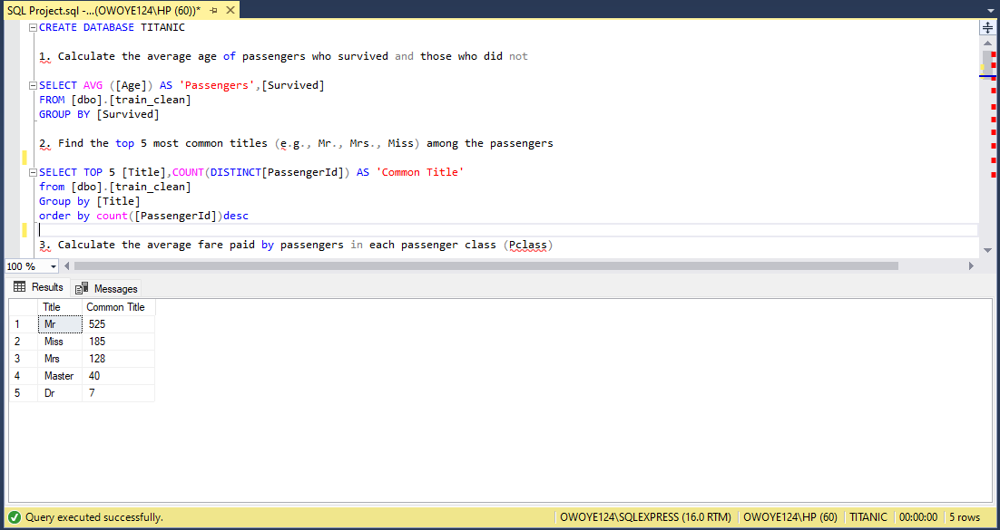 SQL Project.sql -...(OWOYE124\HP (60))*
CREATE DATABASE TITANIC
1. Calculate the average age of passengers who survived and those who did not
SELECT AVG ([Age]) AS 'Passengers',[Survived]
FROM [dbo].[train_clean]
GROUP BY [Survived]
2. Find the top 5 most common titles (e.g., Mr., Mrs., Miss) among the passengers
SELECT TOP 5 [Title],COUNT(DISTINCT[PassengerId]) AS 'Common Title'
from [dbo].[train_clean]
Group by [Title]
order by count([PassengerId])desc
3. Calculate the average fare paid by passengers in each passenger class (Pclass)
100 %
Results Messages
Title Common Title
1 Mr 525
2 Miss 185
3 Mrs 128
4 Master 40
5 Dr 7
Query executed successfully. OWOYE124\SQLEXPRESS (16.0 RTM) OWOYE124\HP (60) TITANIC 00:00:00 5 rows